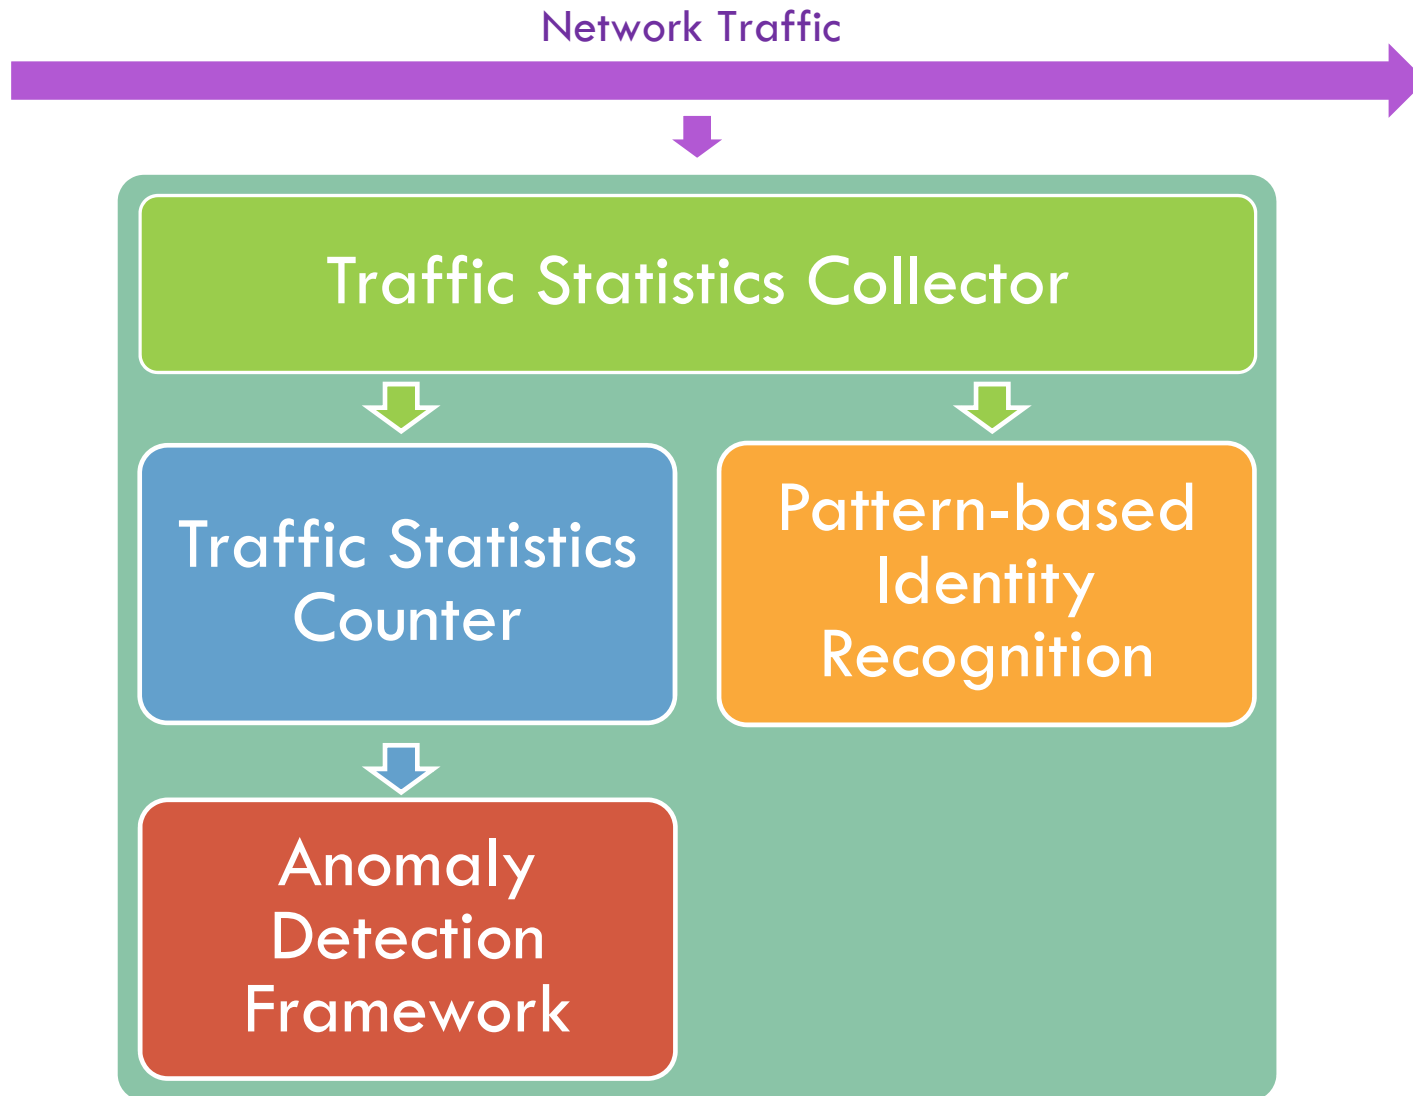 Network Traffic
Traffic Statistics Collector
Traffic Statistics
Counter
Pattern-based
Identity
Recognition
Anomaly
Detection
Framework